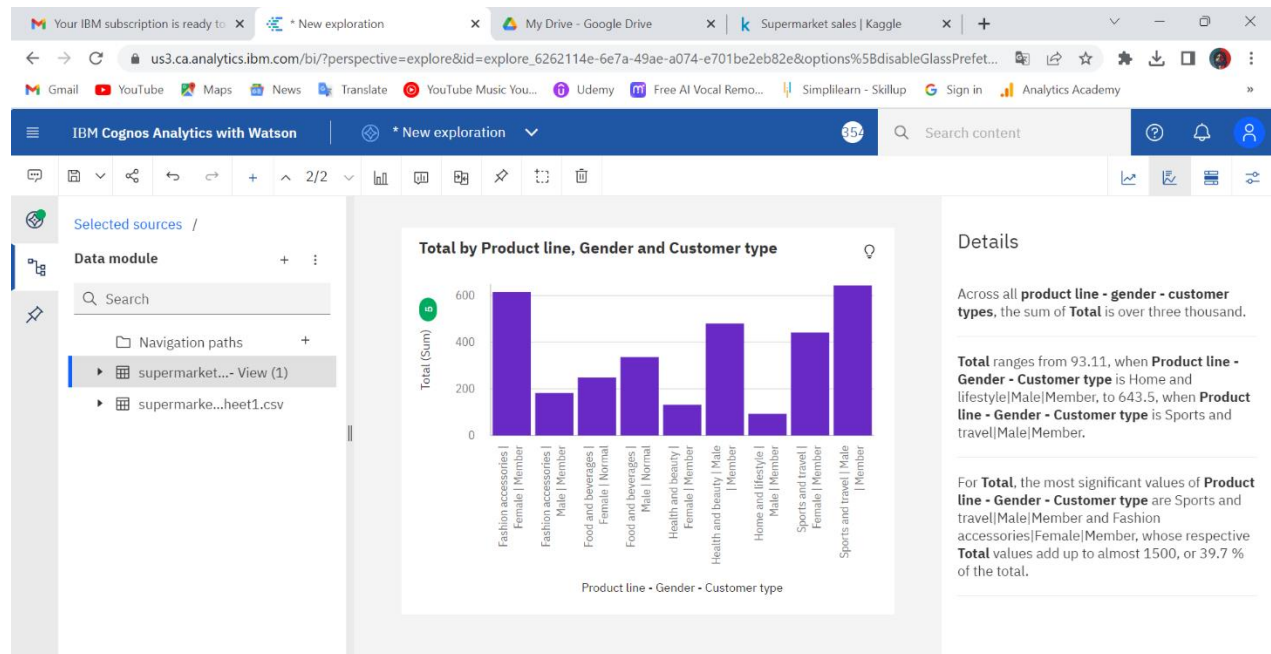 Your IBM subscription is ready to
* New exploration
My Drive - Google Drive
Supermarket sales | Kaggle
us3.ca.analytics.ibm.com/bi/?perspective=explore&id=explore_6262114e-6e7a-49ae-a074-e701be2eb82e&options%5BdisableGlassPrefet...
Gmail
YouTube
Maps
News
Translate
YouTube Music You...
Udemy
Free AI Vocal Remo...
Simplilearn - Skillup
Sign in
Analytics Academy
»
IBM Cognos Analytics with Watson
* New exploration
354
Search content
2/2
Selected sources /
Data module
Search
Navigation paths
supermarket...- View (1)
supermarke...heet1.csv
Total by Product line, Gender and Customer type
Total (Sum)
5
600
400
200
0
Fashion accessories |
Female | Member
Fashion accessories |
Male | Member
Food and beverages |
Female | Normal
Food and beverages |
Male | Normal
Health and beauty |
Female | Member
Health and beauty | Male
| Member
Home and lifestyle |
Male | Member
Sports and travel |
Female | Member
Sports and travel | Male
| Member
Product line - Gender - Customer type
Details
Across all product line - gender - customer
types, the sum of Total is over three thousand.
Total ranges from 93.11, when Product line -
Gender - Customer type is Home and
lifestyle|Male|Member, to 643.5, when Product
line - Gender - Customer type is Sports and
travel|Male|Member.
For Total, the most significant values of Product
line - Gender - Customer type are Sports and
travel|Male|Member and Fashion
accessories|Female|Member, whose respective
Total values add up to almost 1500, or 39.7 %
of the total.